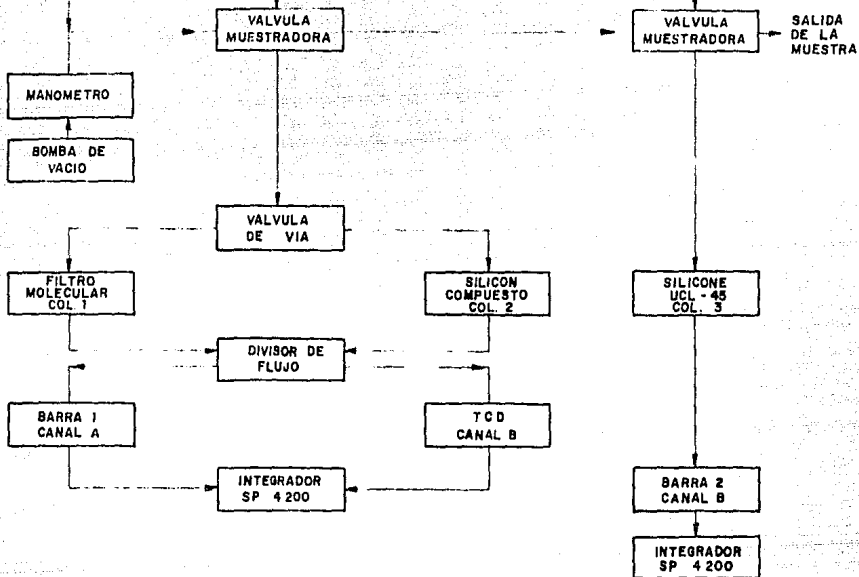 VALVULA
MUESTRADORA
VALVULA
MUESTRADORA
SALIDA
DE LA
MUESTRA
MANOMETRO
BOMBA DE
VACIO
VALVULA
DE VIA
FILTRO
MOLECULAR
COL. 1
SILICON
COMPUESTO
COL. 2
SILICONE
UCL - 45
COL. 3
DIVISOR DE
FLUJO
BARRA 1
CANAL A
TCD
CANAL B
INTEGRADOR
SP 4200
BARRA 2
CANAL B
INTEGRADOR
SP 4200